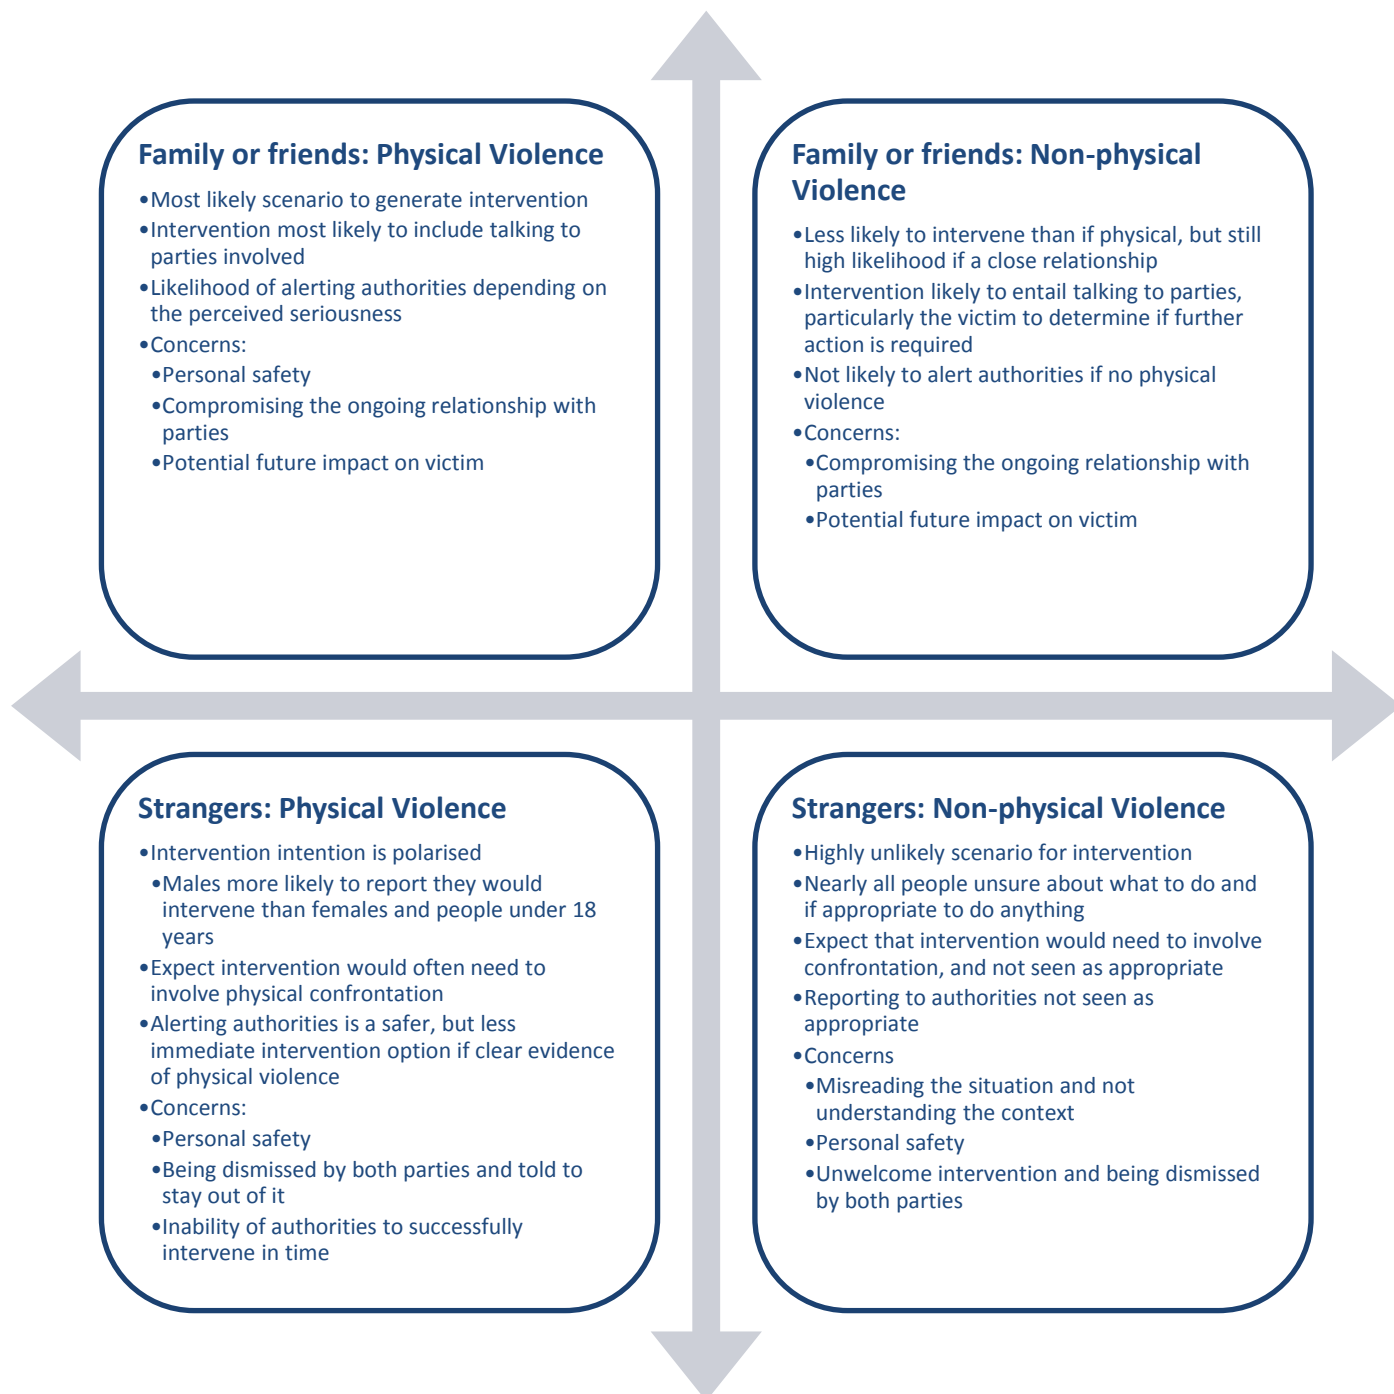 Family or friends: Physical Violence
•Most likely scenario to generate intervention
•Intervention most likely to include talking to
parties involved
•Likelihood of alerting authorities depending on
the perceived seriousness
•Concerns:
•Personal safety
•Compromising the ongoing relationship with
parties
•Potential future impact on victim
Family or friends: Non-physical
Violence
•Less likely to intervene than if physical, but still
high likelihood if a close relationship
•Intervention likely to entail talking to parties,
particularly the victim to determine if further
action is required
•Not likely to alert authorities if no physical
violence
•Concerns:
•Compromising the ongoing relationship with
parties
•Potential future impact on victim
Strangers: Physical Violence
•Intervention intention is polarised
•Males more likely to report they would
intervene than females and people under 18
years
•Expect intervention would often need to
involve physical confrontation
•Alerting authorities is a safer, but less
immediate intervention option if clear evidence
of physical violence
•Concerns:
•Personal safety
•Being dismissed by both parties and told to
stay out of it
•Inability of authorities to successfully
intervene in time
Strangers: Non-physical Violence
•Highly unlikely scenario for intervention
•Nearly all people unsure about what to do and
if appropriate to do anything
•Expect that intervention would need to involve
confrontation, and not seen as appropriate
•Reporting to authorities not seen as
appropriate
•Concerns
•Misreading the situation and not
understanding the context
•Personal safety
•Unwelcome intervention and being dismissed
by both parties